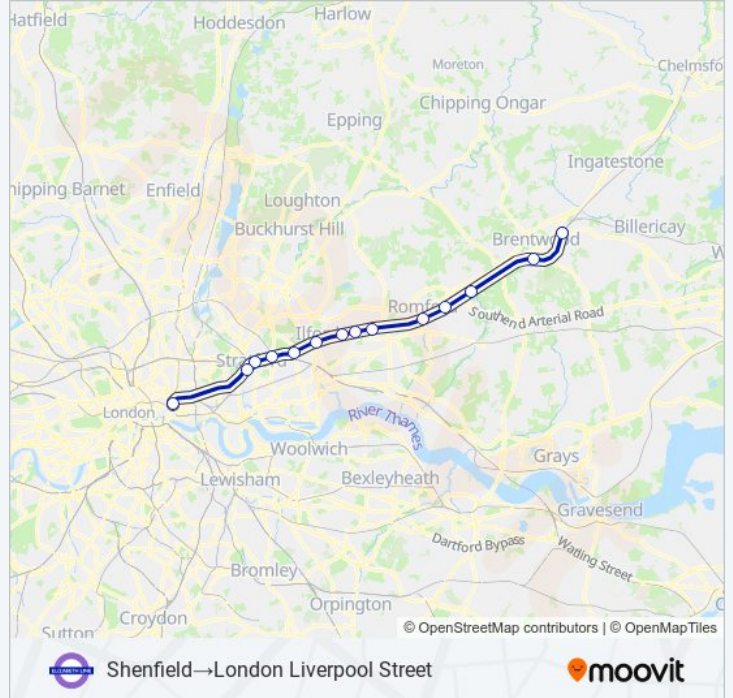 Hatfield
Hoddesdon
Harlow
Moreton
Chelmsfo
Chipping Ongar
Epping
Ingatestone
hipping Barnet
Enfield
Loughton
Buckhurst Hill
Billericay
Brentwood
W
Romford
Southend Arterial Road
Ilford
Stratford
London
River Thames
Woolwich
Grays
Bexleyheath
Lewisham
Gravesend
Dartford Bypass
Watling Street
Bromley
Orpington
C
Croydon
Sutton
© OpenStreetMap contributors | © OpenMapTiles
ELIZABETH LINE
Shenfield→London Liverpool Street
moovit